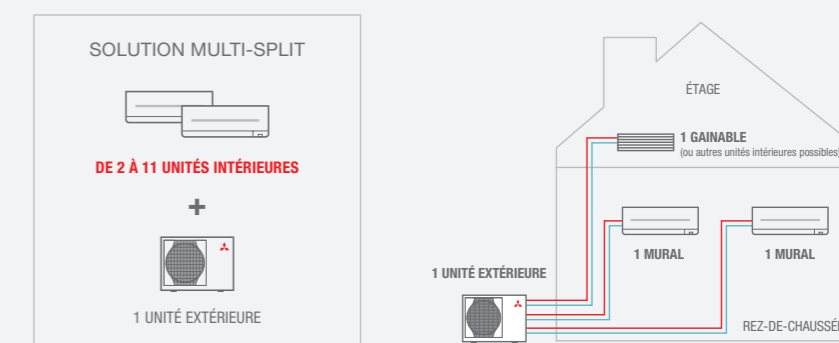 SOLUTION MULTI-SPLIT
DE 2 À 11 UNITÉS INTÉRIEURES
+
1 UNITÉ EXTÉRIEURE
ÉTAGE
1 GAINABLE
(ou autres unités intérieures possibles)
1 MURAL
1 MURAL
1 UNITÉ EXTÉRIEURE
REZ-DE-CHAUSSÉ